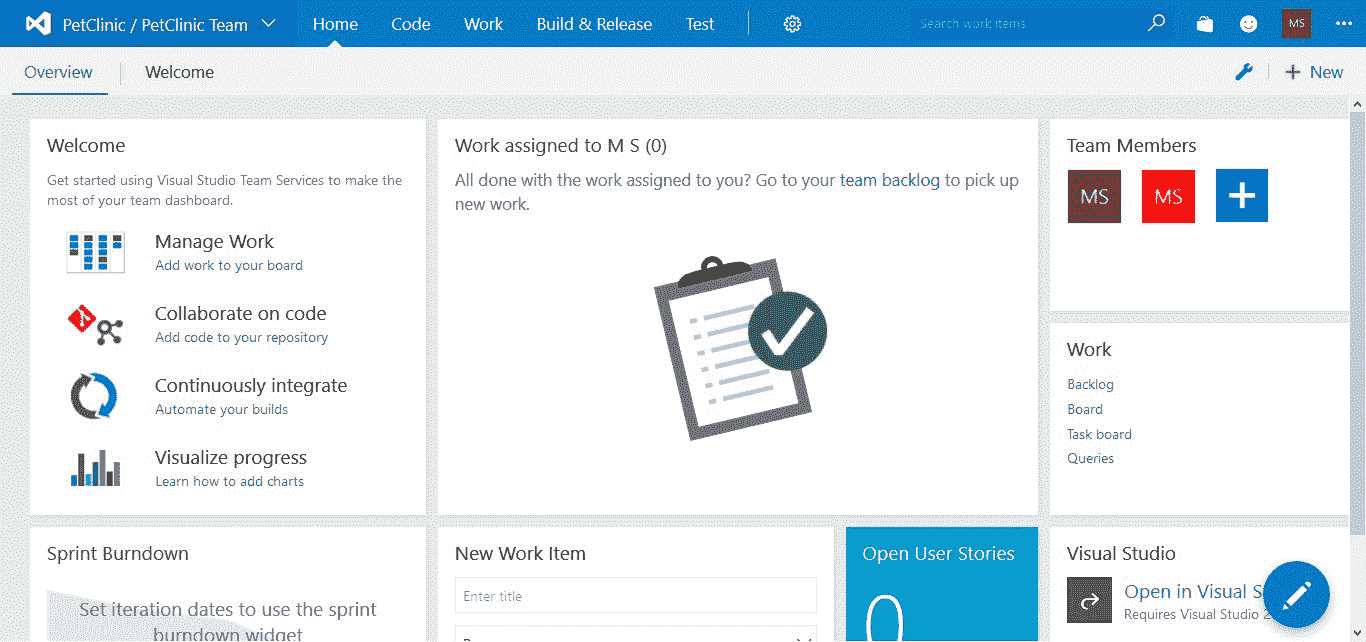 PetClinic / PetClinic Team
Home
Code
Work
Build & Release
Test
Search work items
MS
Overview
Welcome
New
Welcome
Get started using Visual Studio Team Services to make the
most of your team dashboard.
Manage Work
Add work to your board
Collaborate on code
Add code to your repository
Continuously integrate
Automate your builds
Visualize progress
Learn how to add charts
Work assigned to M S (0)
All done with the work assigned to you? Go to your team backlog to pick up
new work.
Team Members
MS
MS
Work
Backlog
Board
Task board
Queries
Sprint Burndown
Set iteration dates to use the sprint
burndown widget
New Work Item
Enter title
Open User Stories
0
Visual Studio
Open in Visual S
Requires Visual Studio 2